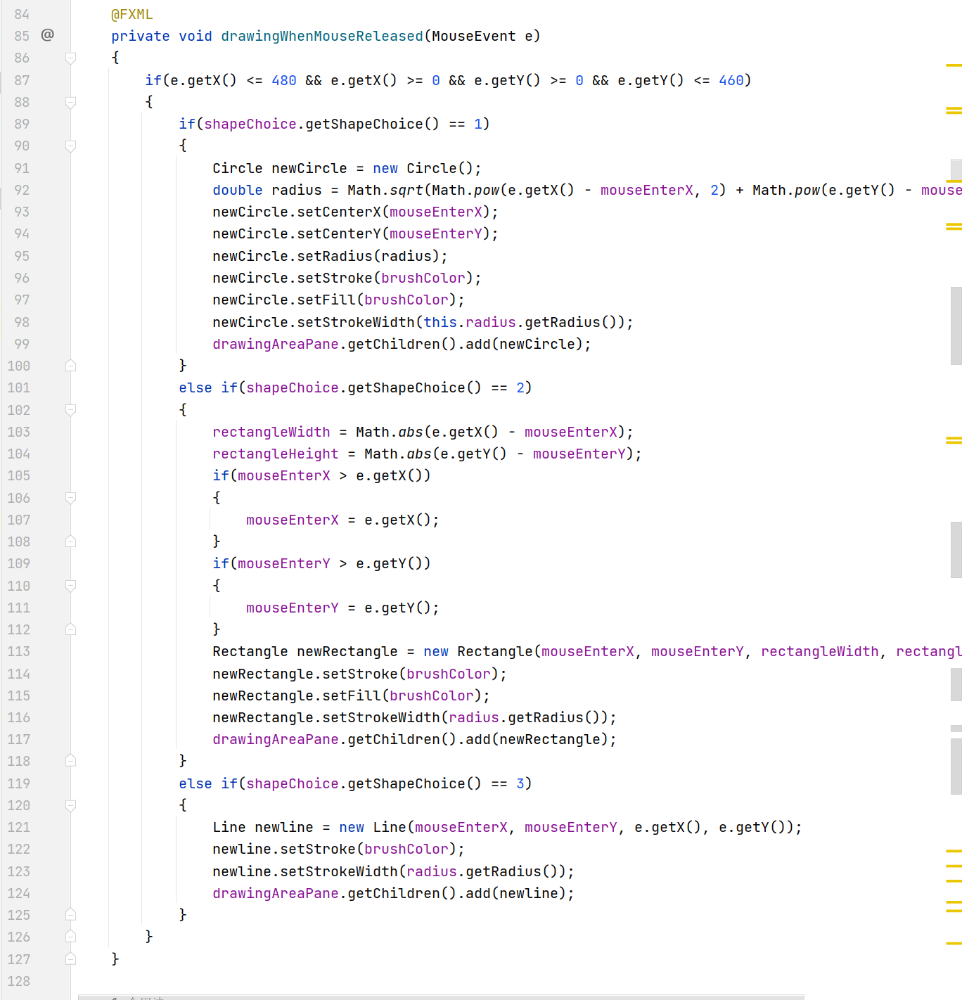 84 @FXML
85 @ private void drawingWhenMouseReleased(MouseEvent e)
86 {
87 if(e.getX() <= 480 && e.getX() >= 0 && e.getY() >= 0 && e.getY() <= 460)
88 {
89 if(shapeChoice.getShapeChoice() == 1)
90 {
91 Circle newCircle = new Circle();
92 double radius = Math.sqrt(Math.pow(e.getX() - mouseEnterX, 2) + Math.pow(e.getY() - mouse
93 newCircle.setCenterX(mouseEnterX);
94 newCircle.setCenterY(mouseEnterY);
95 newCircle.setRadius(radius);
96 newCircle.setStroke(brushColor);
97 newCircle.setFill(brushColor);
98 newCircle.setStrokeWidth(this.radius.getRadius());
99 drawingAreaPane.getChildren().add(newCircle);
100 }
101 else if(shapeChoice.getShapeChoice() == 2)
102 {
103 rectangleWidth = Math.abs(e.getX() - mouseEnterX);
104 rectangleHeight = Math.abs(e.getY() - mouseEnterY);
105 if(mouseEnterX > e.getX())
106 {
107 mouseEnterX = e.getX();
108 }
109 if(mouseEnterY > e.getY())
110 {
111 mouseEnterY = e.getY();
112 }
113 Rectangle newRectangle = new Rectangle(mouseEnterX, mouseEnterY, rectangleWidth, rectangl
114 newRectangle.setStroke(brushColor);
115 newRectangle.setFill(brushColor);
116 newRectangle.setStrokeWidth(radius.getRadius());
117 drawingAreaPane.getChildren().add(newRectangle);
118 }
119 else if(shapeChoice.getShapeChoice() == 3)
120 {
121 Line newline = new Line(mouseEnterX, mouseEnterY, e.getX(), e.getY());
122 newline.setStroke(brushColor);
123 newline.setStrokeWidth(radius.getRadius());
124 drawingAreaPane.getChildren().add(newline);
125 }
126 }
127 }
128